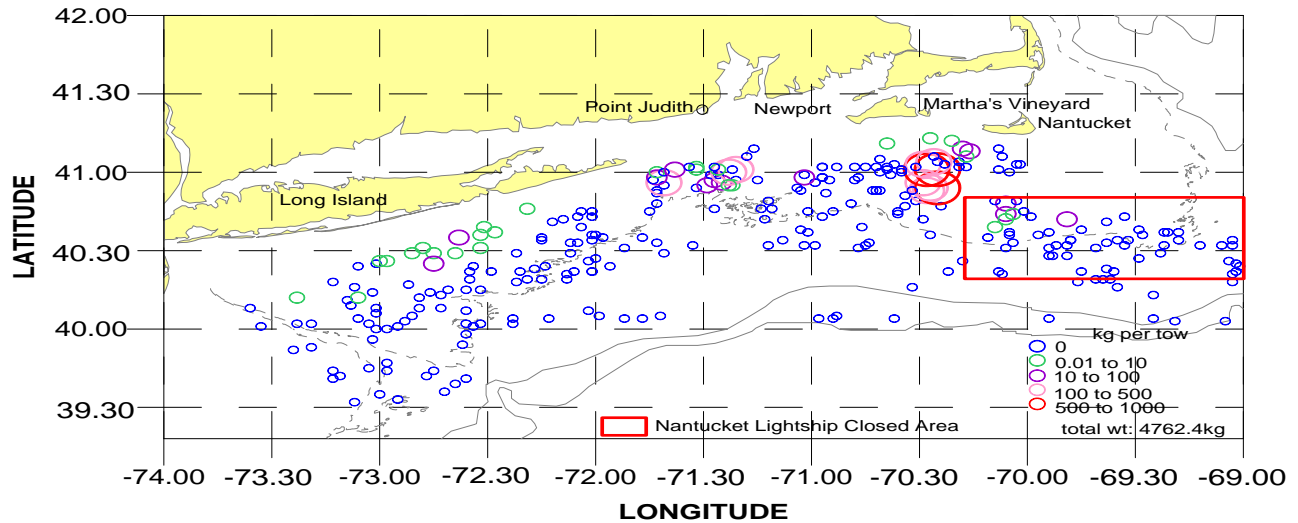 42.00
41.30
41.00
40.30
40.00
39.30
LATITUDE
Point Judith
Newport
Martha's Vineyard
Nantucket
Long Island
kg per tow
0
0.01 to 10
10 to 100
100 to 500
500 to 1000
total wt: 4762.4kg
Nantucket Lightship Closed Area
-74.00 -73.30 -73.00 -72.30 -72.00 -71.30 -71.00 -70.30 -70.00 -69.30 -69.00
LONGITUDE